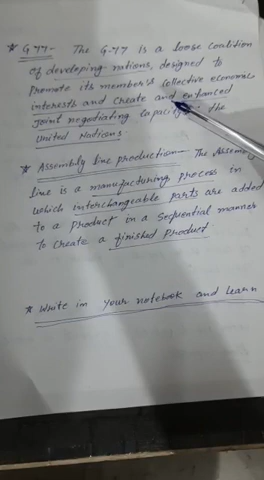 * G 77- The G-77 is a loose coalition
of developing nations, designed to
Promote its member's collective economic
interests and create and enhanced
joint negotiating capacity the
United Nations.
* Assembly line production- The Assembly
line is a manufacturing process in
which interchangeable parts are added
to a product in a sequential manner
to create a finished product
* Write in your notebook and learn